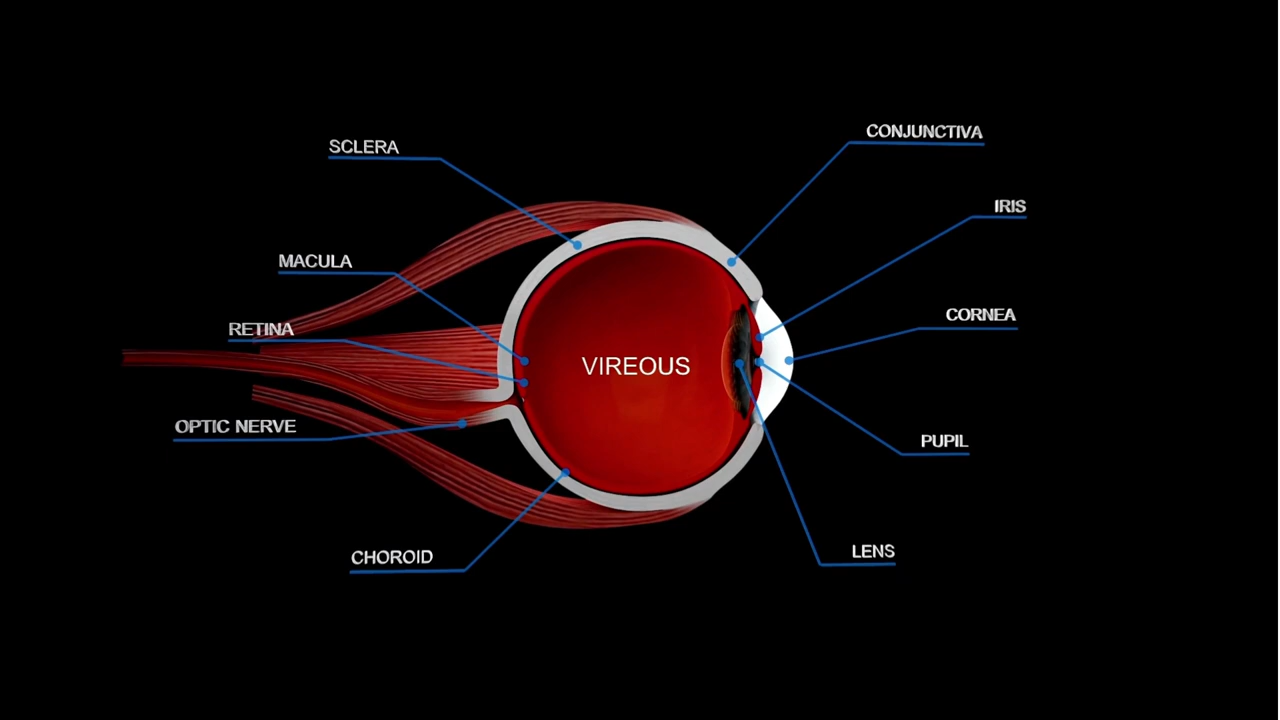 CONJUNCTIVA
SCLERA
IRIS
MACULA
CORNEA
RETINA
VIREOUS
OPTIC NERVE
PUPIL
LENS
CHOROID